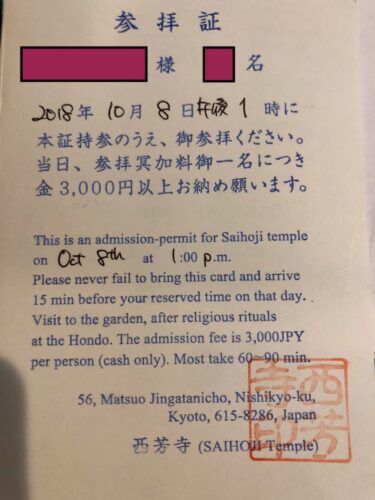 参拝証
様 名
2018年 10月 8日午後 1時に
本証持参のうえ、御参拝ください。
当日、参拝冥加料御一名につき
金3,000円以上お納め願います。
This is an admission-permit for Saihoji temple
on Oct 8th at 1:00 p.m.
Please never fail to bring this card and arrive
15 min before your reserved time on that day.
Visit to the garden, after religious rituals
at the Hondo. The admission fee is 3,000JPY
per person (cash only). Most take 60~90 min.
56, Matsuo Jingatanicho, Nishikyo-ku,
Kyoto, 615-8286, Japan
西芳寺 (SAIHOJI Temple)
西芳
寺印